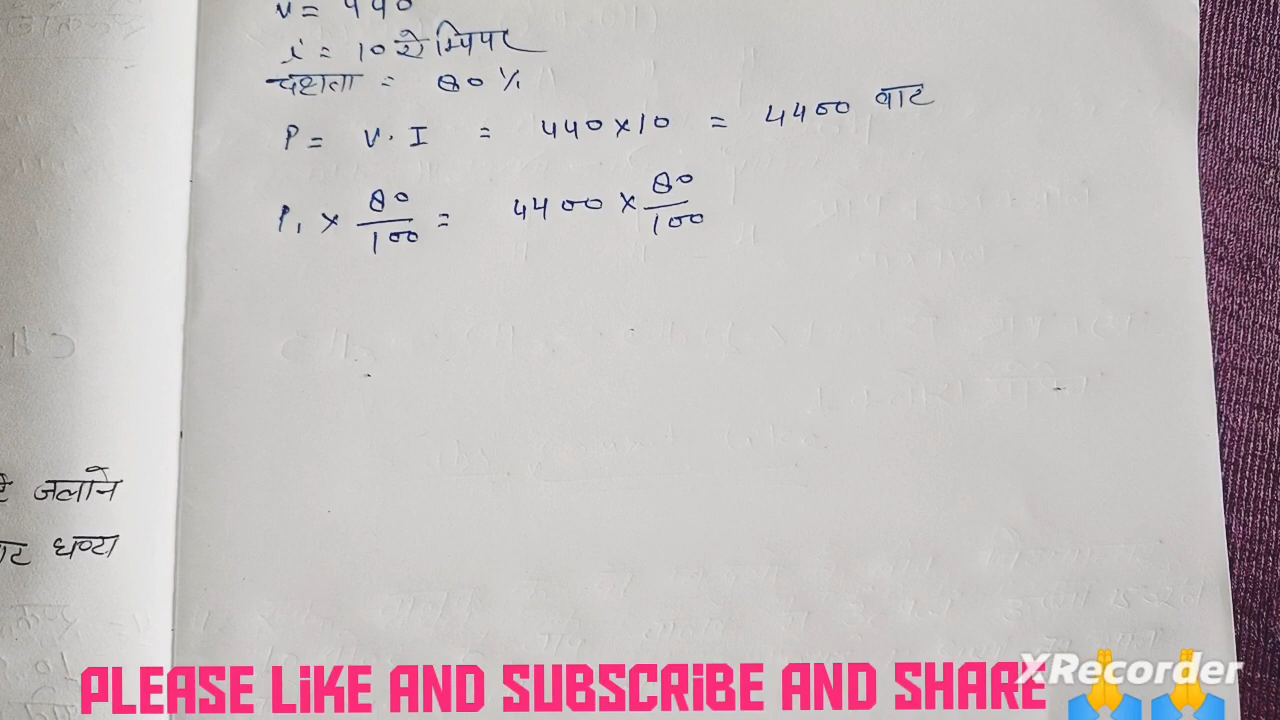 v = 440
i = 10 ऐम्पियर
दक्षता = 80 %
P = V. I = 440 x 10 = 4400 वाट
P, x 80/100 = 4400 x 80/100
जलाने
घण्टा
PLEASE LIKE AND SUBSCRIBE AND SHARE
XRecorder